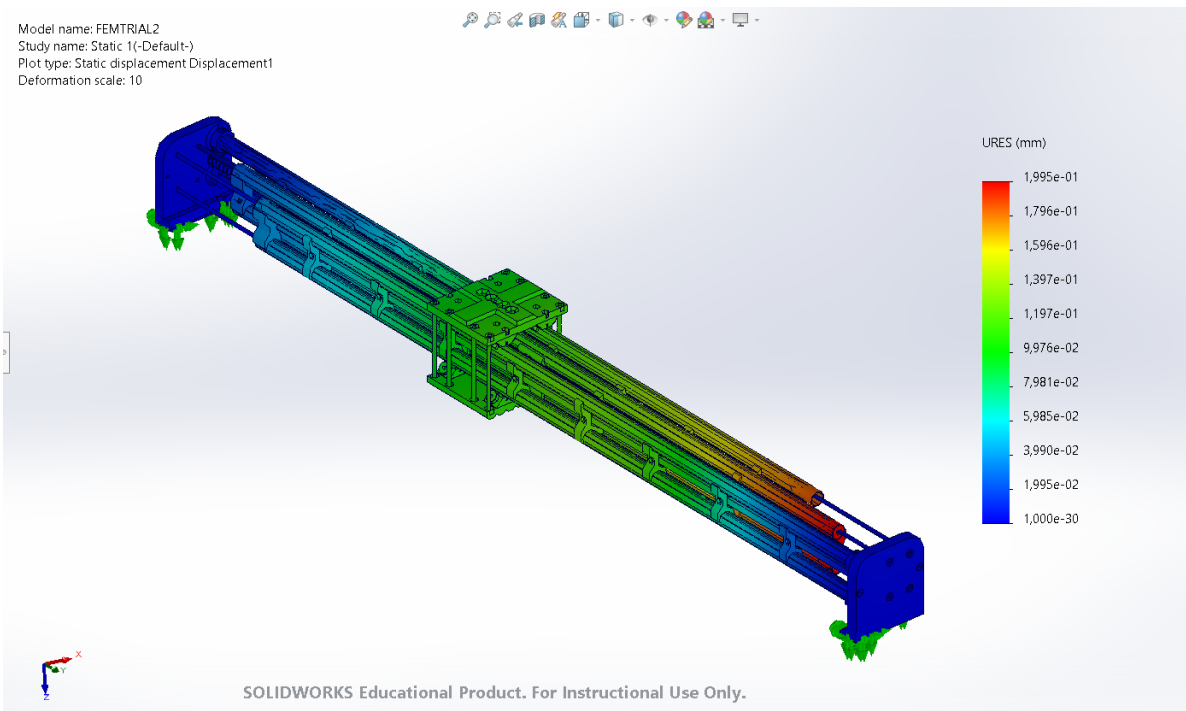 Model name: FEMTRIAL2
Study name: Static 1(-Default-)
Plot type: Static displacement Displacement1
Deformation scale: 10
URES (mm)
1,995e-01
1,796e-01
1,596e-01
1,397e-01
1,197e-01
9,976e-02
7,981e-02
5,985e-02
3,990e-02
1,995e-02
1,000e-30
X
Y
Z
SOLIDWORKS Educational Product. For Instructional Use Only.